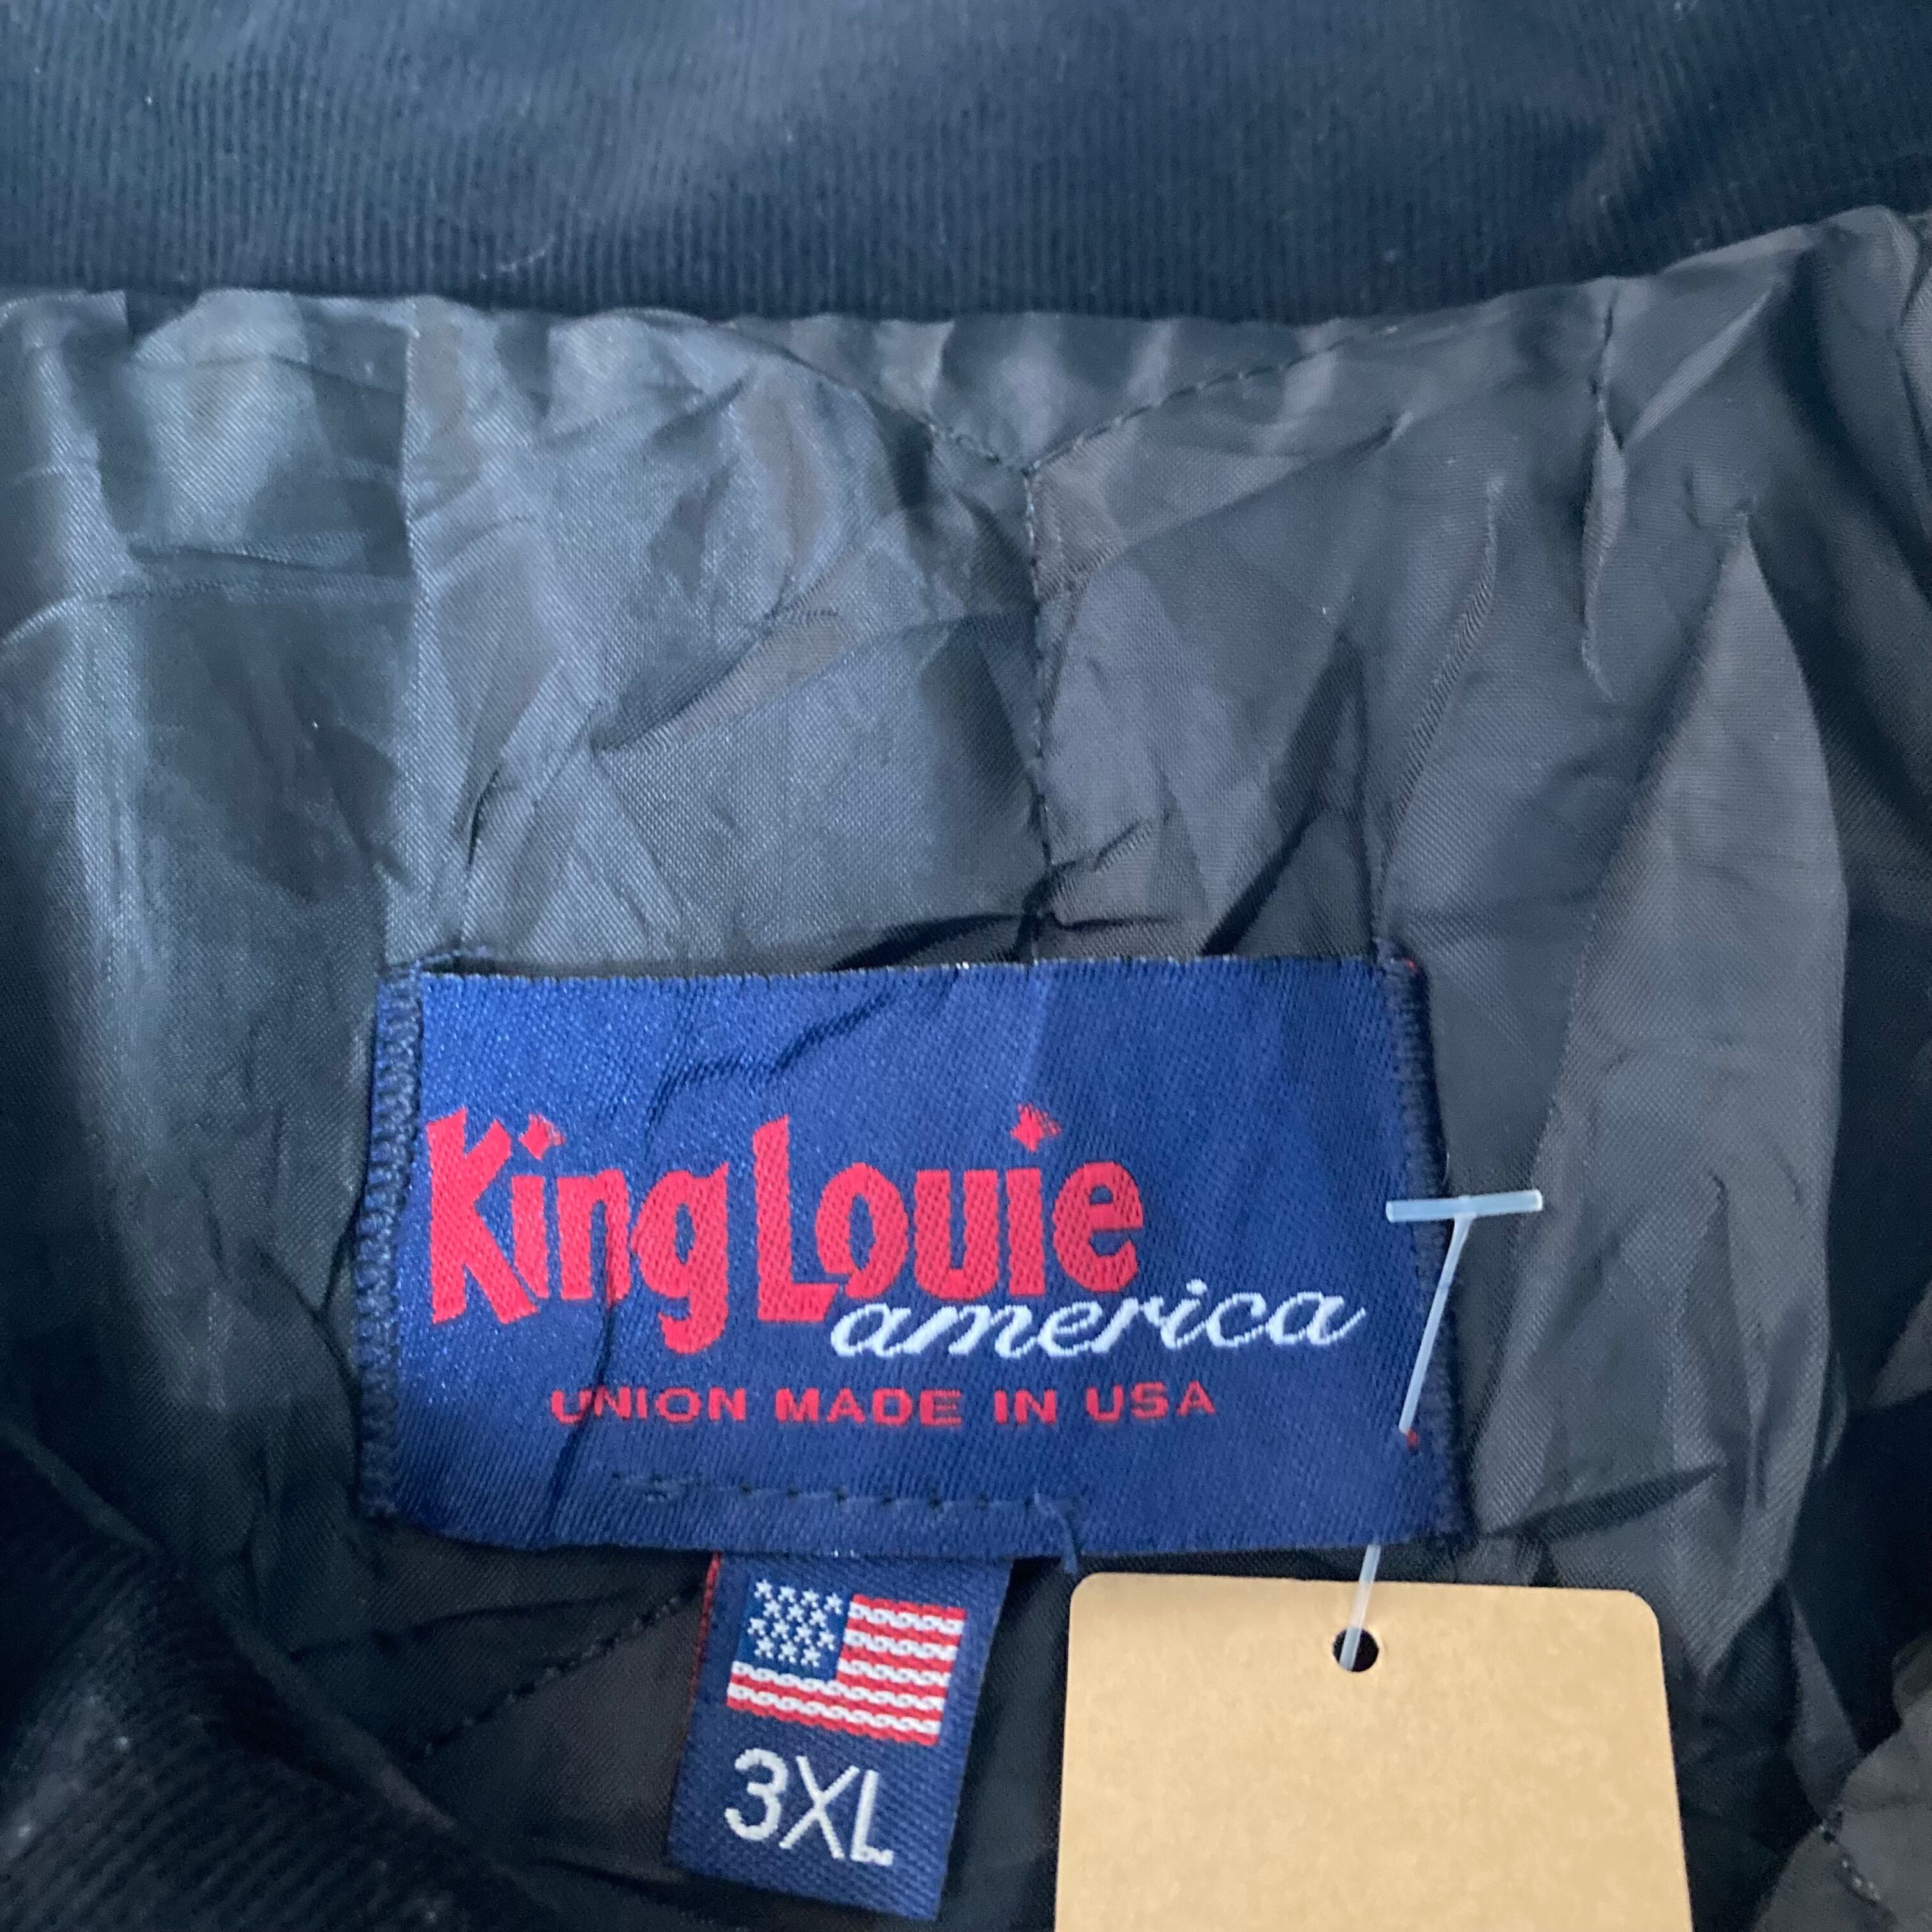 King Louie
america
UNION MADE IN USA
3XL